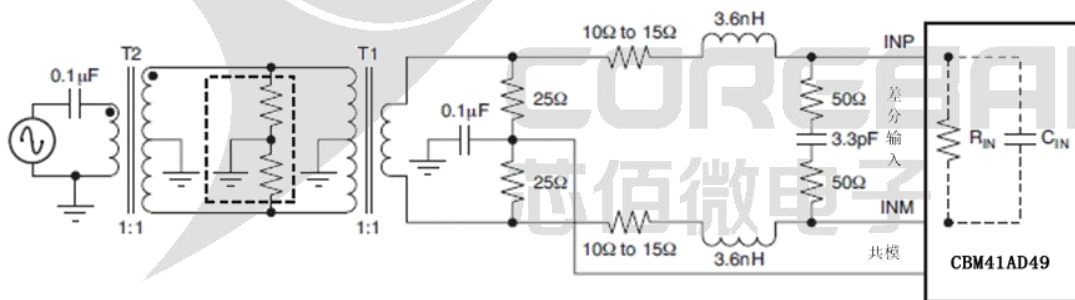 3.6nH
10Ω to 15Ω
T2
T1
INP
0.1μF
25Ω
0.1μF
50Ω
3.3pF
50Ω
差分输入
R_IN
C_IN
25Ω
INM
1:1
1:1
10Ω to 15Ω
3.6nH
共模
CBM41AD49
COREBAI
芯佰微电子